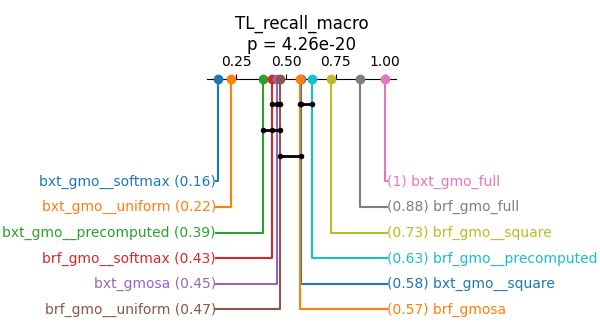 TL_recall_macro
p = 4.26e-20
0.25 0.50 0.75 1.00
bxt_gmo__softmax (0.16) (1) bxt_gmo_full
bxt_gmo__uniform (0.22) (0.88) brf_gmo_full
bxt_gmo__precomputed (0.39) (0.73) brf_gmo__square
brf_gmo__softmax (0.43) (0.63) brf_gmo__precomputed
bxt_gmosa (0.45) (0.58) bxt_gmo__square
brf_gmo__uniform (0.47) (0.57) brf_gmosa